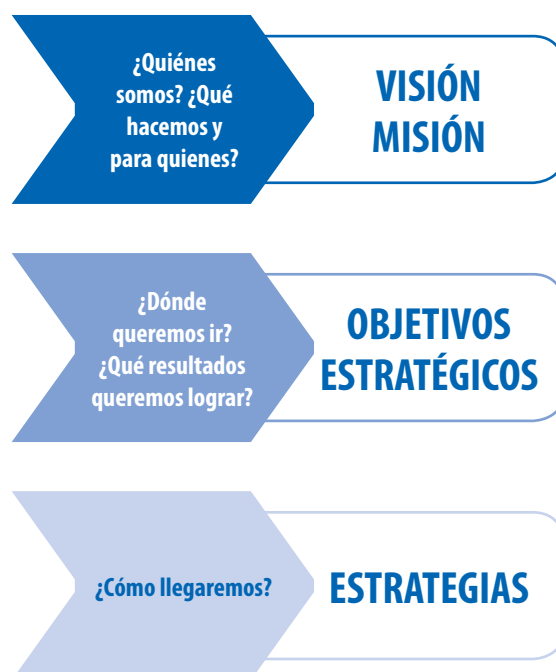 ¿Quiénes
somos? ¿Qué
hacemos y
para quienes?
VISIÓN
MISIÓN
¿Dónde
queremos ir?
¿Qué resultados
queremos lograr?
OBJETIVOS
ESTRATÉGICOS
¿Cómo llegaremos?
ESTRATEGIAS